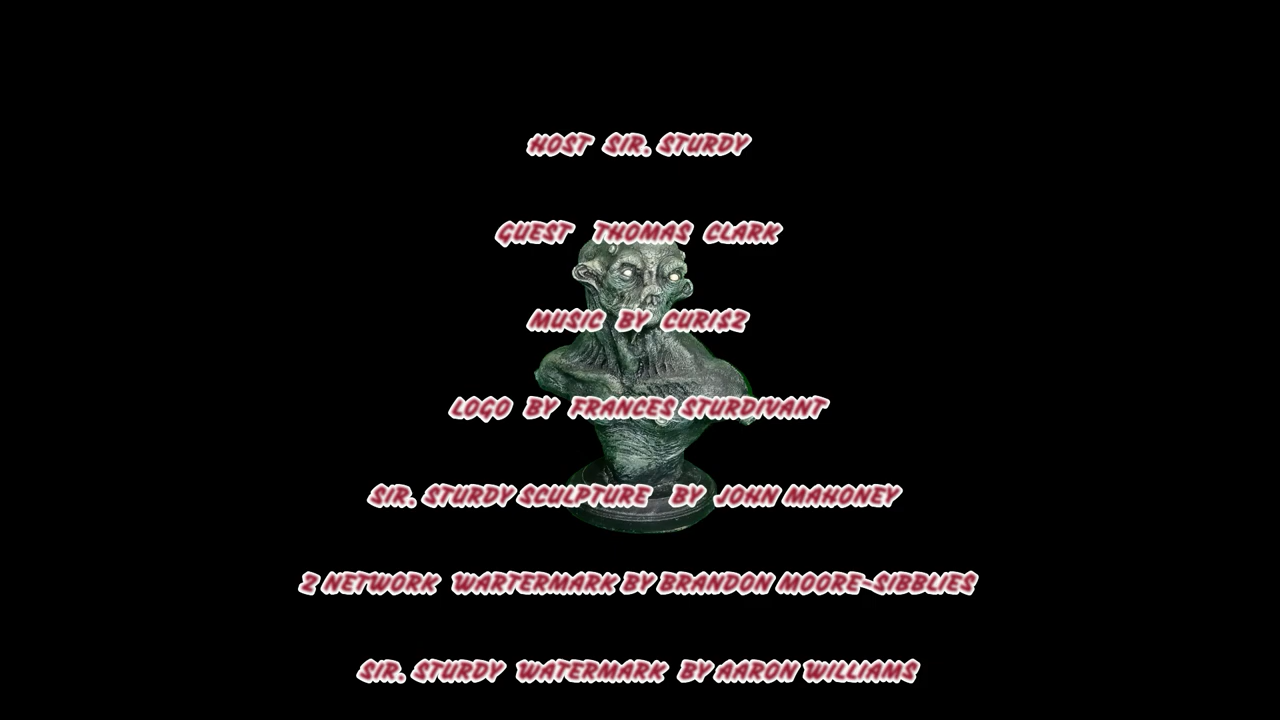 HOST SIR. STURDY
GUEST THOMAS CLARK
MUSIC BY CURI$Z
LOGO BY FRANCES STURDIVANT
SIR. STURDY SCULPTURE BY JOHN MAHONEY
Z NETWORK WARTERMARK BY BRANDON MOORE-SIBBLIES
SIR. STURDY WATERMARK BY AARON WILLIAMS